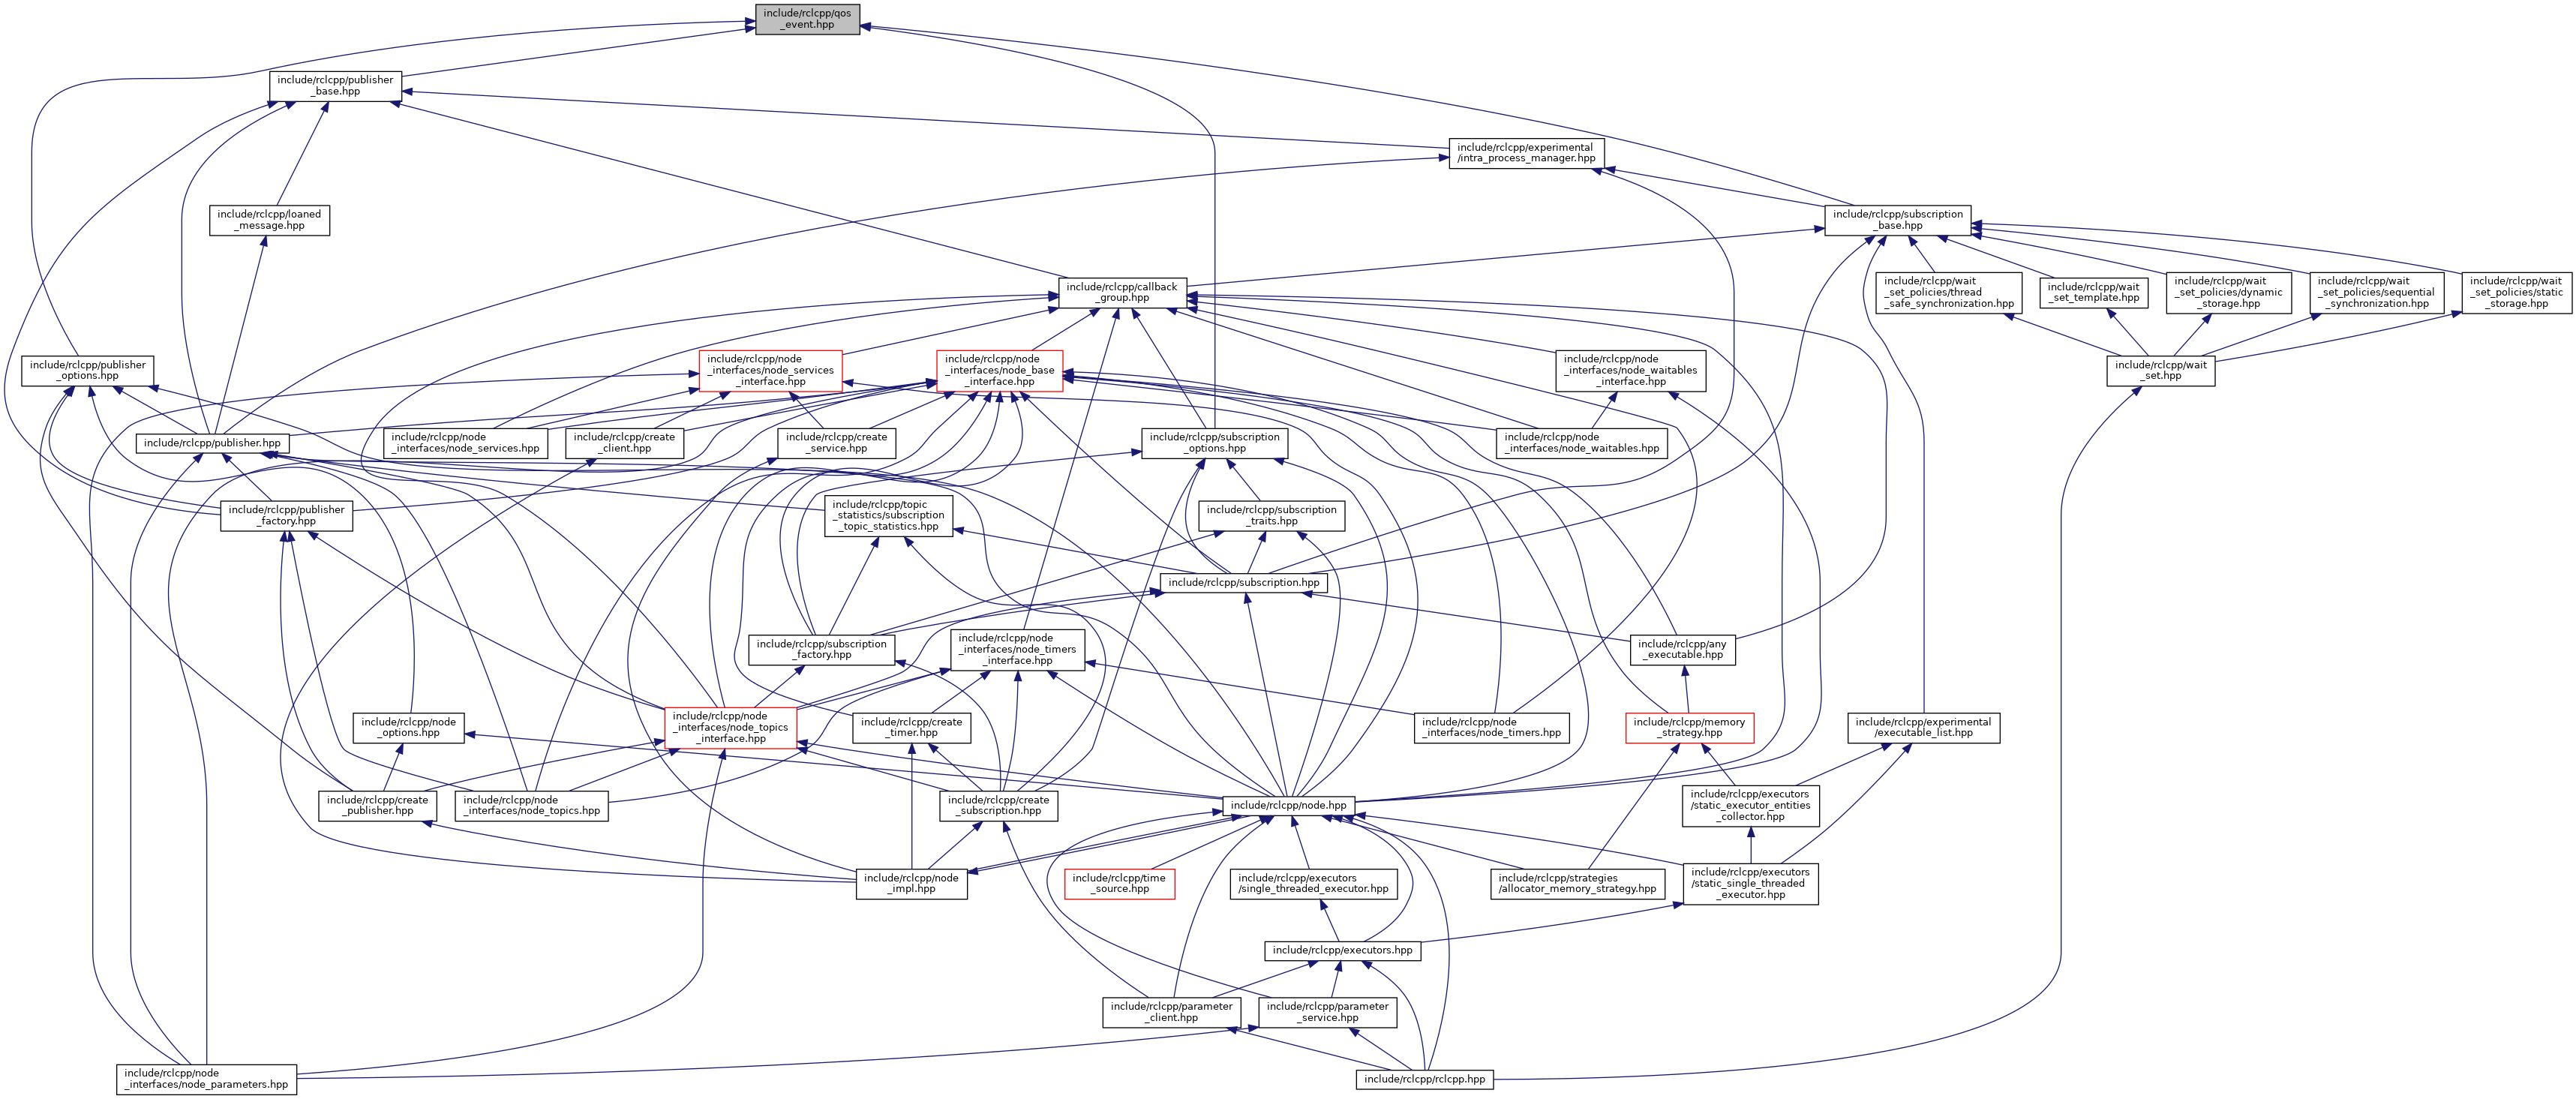 include/rclcpp/qos
_event.hpp
include/rclcpp/publisher
_base.hpp
include/rclcpp/experimental
/intra_process_manager.hpp
include/rclcpp/loaned
_message.hpp
include/rclcpp/subscription
_base.hpp
include/rclcpp/callback
_group.hpp
include/rclcpp/wait
_set_policies/thread
_safe_synchronization.hpp
include/rclcpp/wait
_set_template.hpp
include/rclcpp/wait
_set_policies/dynamic
_storage.hpp
include/rclcpp/wait
_set_policies/sequential
_synchronization.hpp
include/rclcpp/wait
_set_policies/static
_storage.hpp
include/rclcpp/publisher
_options.hpp
include/rclcpp/node
_interfaces/node_services
_interface.hpp
include/rclcpp/node
_interfaces/node_base
_interface.hpp
include/rclcpp/node
_interfaces/node_waitables
_interface.hpp
include/rclcpp/wait
_set.hpp
include/rclcpp/publisher.hpp
include/rclcpp/node
_interfaces/node_services.hpp
include/rclcpp/create
_client.hpp
include/rclcpp/create
_service.hpp
include/rclcpp/subscription
_options.hpp
include/rclcpp/node
_interfaces/node_waitables.hpp
include/rclcpp/publisher
_factory.hpp
include/rclcpp/topic
_statistics/subscription
_topic_statistics.hpp
include/rclcpp/subscription
_traits.hpp
include/rclcpp/subscription.hpp
include/rclcpp/subscription
_factory.hpp
include/rclcpp/node
_interfaces/node_timers
_interface.hpp
include/rclcpp/any
_executable.hpp
include/rclcpp/node
_options.hpp
include/rclcpp/node
_interfaces/node_topics
_interface.hpp
include/rclcpp/create
_timer.hpp
include/rclcpp/node
_interfaces/node_timers.hpp
include/rclcpp/memory
_strategy.hpp
include/rclcpp/experimental
/executable_list.hpp
include/rclcpp/create
_publisher.hpp
include/rclcpp/node
_interfaces/node_topics.hpp
include/rclcpp/create
_subscription.hpp
include/rclcpp/node.hpp
include/rclcpp/executors
/static_executor_entities
_collector.hpp
include/rclcpp/node
_impl.hpp
include/rclcpp/time
_source.hpp
include/rclcpp/executors
/single_threaded_executor.hpp
include/rclcpp/strategies
/allocator_memory_strategy.hpp
include/rclcpp/executors
/static_single_threaded
_executor.hpp
include/rclcpp/executors.hpp
include/rclcpp/parameter
_client.hpp
include/rclcpp/parameter
_service.hpp
include/rclcpp/node
_interfaces/node_parameters.hpp
include/rclcpp/rclcpp.hpp